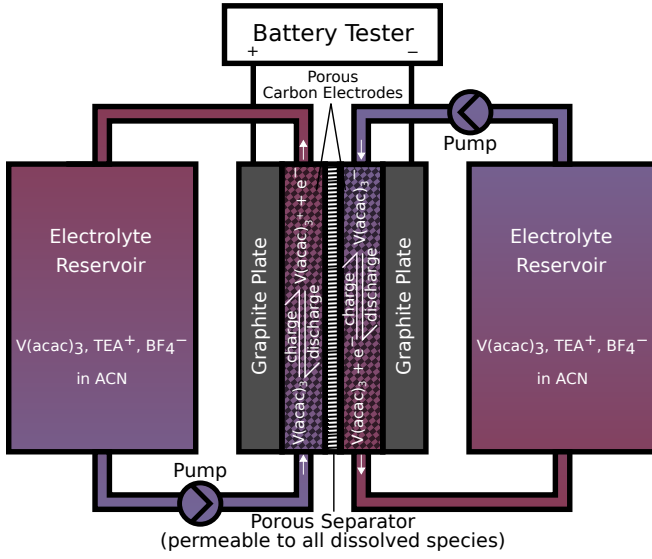 Battery Tester
+ −
Porous
Carbon Electrodes
Pump
Electrolyte
Reservoir
V(acac)₃, TEA⁺, BF₄⁻
in ACN
Graphite Plate
V(acac)₃ charge discharge V(acac)₃⁺ + e⁻
V(acac)₃ + e⁻ charge discharge V(acac)₃⁻
Graphite Plate
Electrolyte
Reservoir
V(acac)₃, TEA⁺, BF₄⁻
in ACN
Pump
Porous Separator
(permeable to all dissolved species)